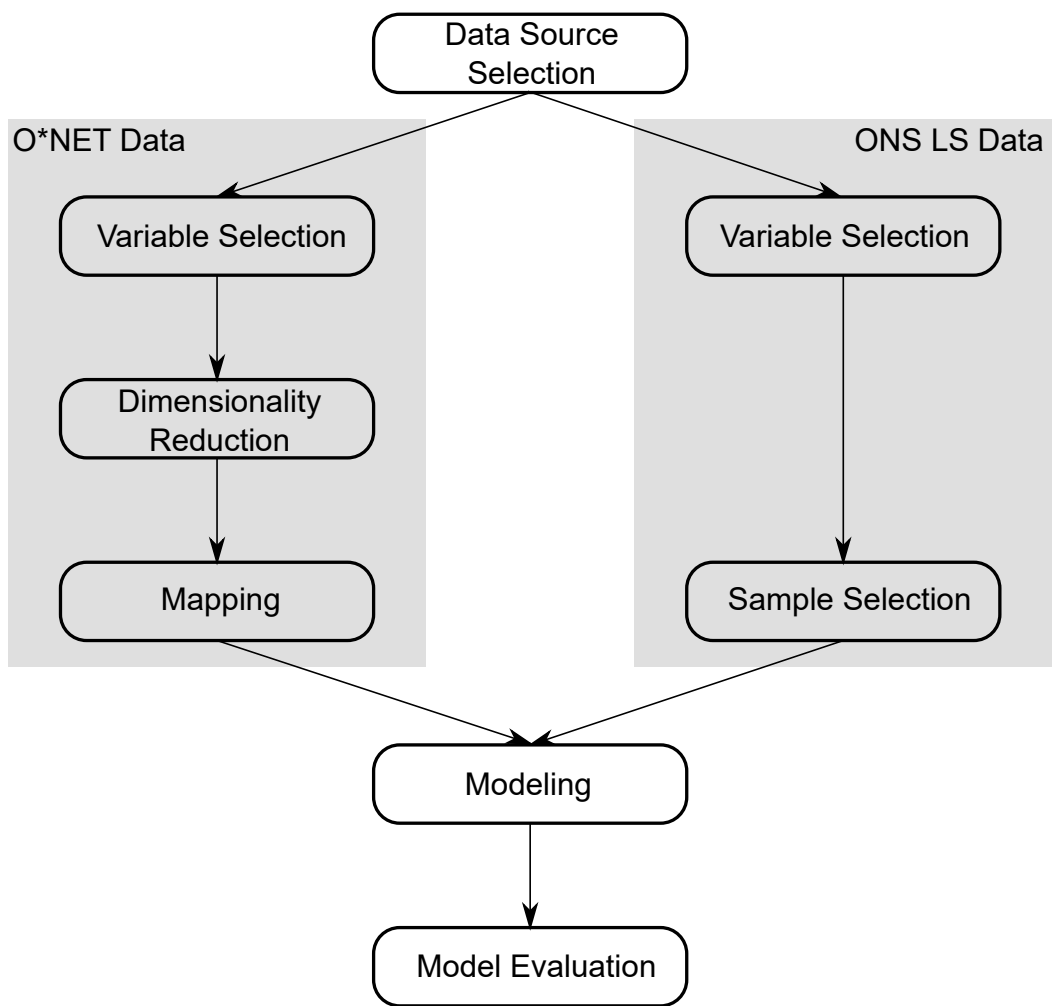 Data Source
Selection
O*NET Data
ONS LS Data
Variable Selection
Variable Selection
Dimensionality
Reduction
Mapping
Sample Selection
Modeling
Model Evaluation